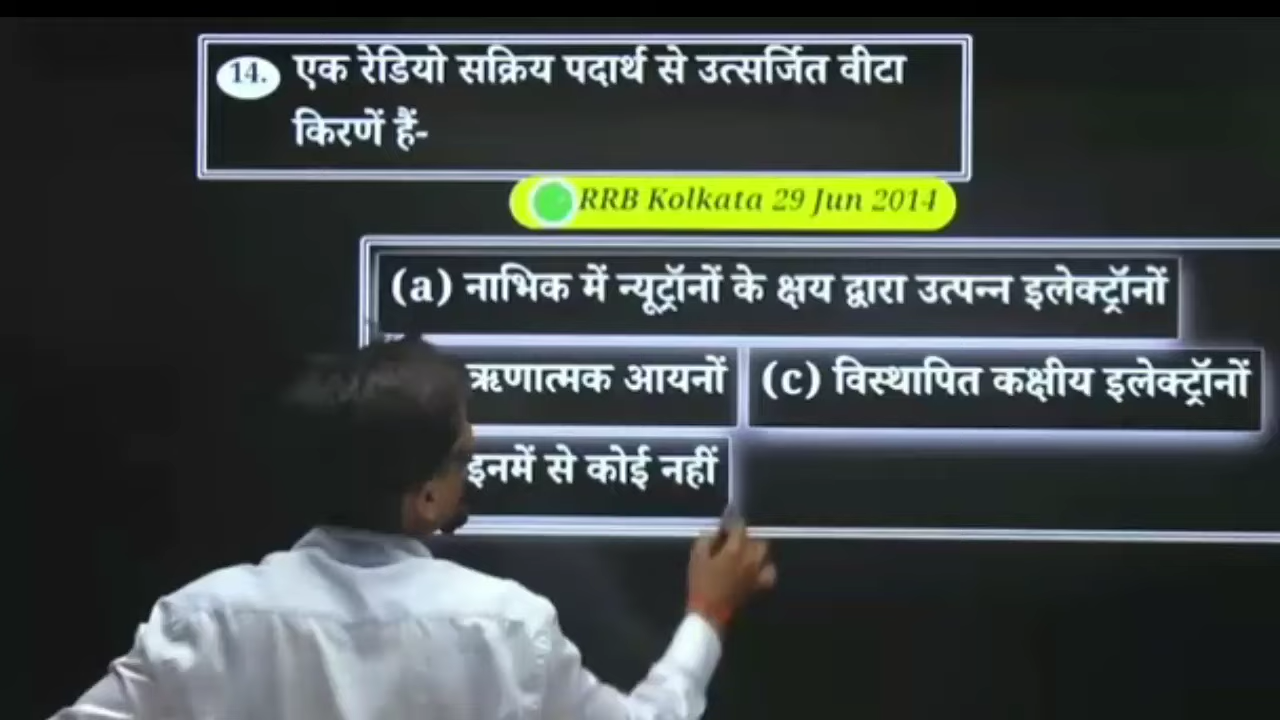 14. एक रेडियो सक्रिय पदार्थ से उत्सर्जित वीटा
किरणें हैं-
RRB Kolkata 29 Jun 2014
(a) नाभिक में न्यूट्रॉनों के क्षय द्वारा उत्पन्न इलेक्ट्रॉनों
ऋणात्मक आयनों (c) विस्थापित कक्षीय इलेक्ट्रॉनों
इनमें से कोई नहीं